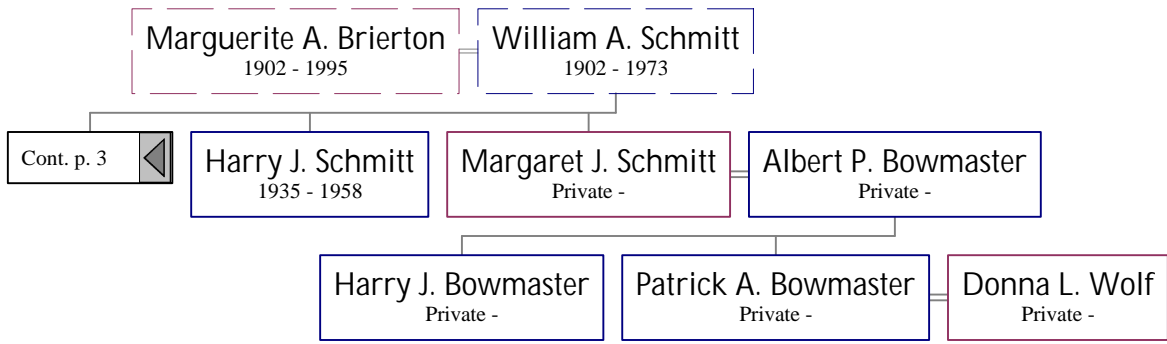 Marguerite A. Brierton
1902 - 1995
William A. Schmitt
1902 - 1973
Cont. p. 3
Harry J. Schmitt
1935 - 1958
Margaret J. Schmitt
Private -
Albert P. Bowmaster
Private -
Harry J. Bowmaster
Private -
Patrick A. Bowmaster
Private -
Donna L. Wolf
Private -